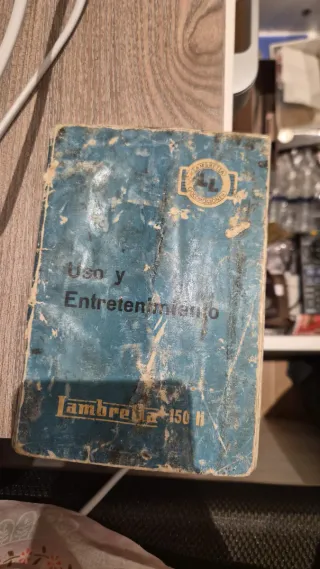 Uso y
Entretenimiento
Lambretta 150 H